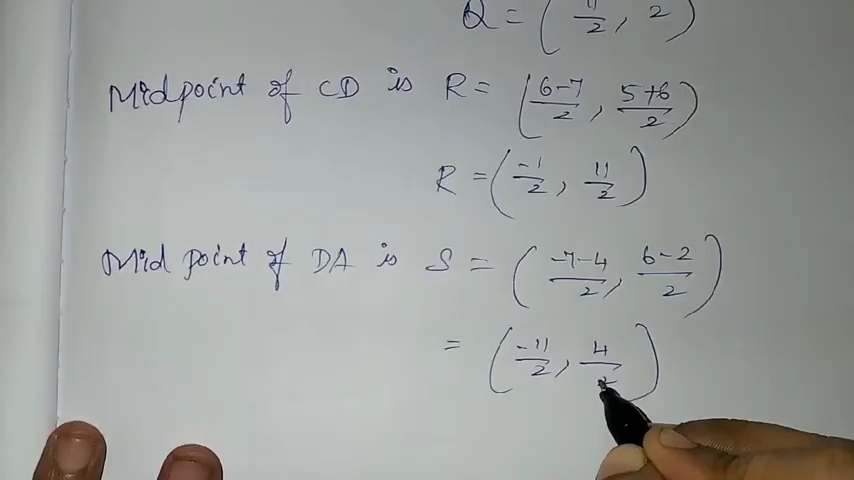 Q = (11/2, 2)
Midpoint of CD is R = (6-7/2, 5+6/2)
R = (-1/2, 11/2)
Mid point of DA is S = (-7-4/2, 6-2/2)
= (-11/2, 4/